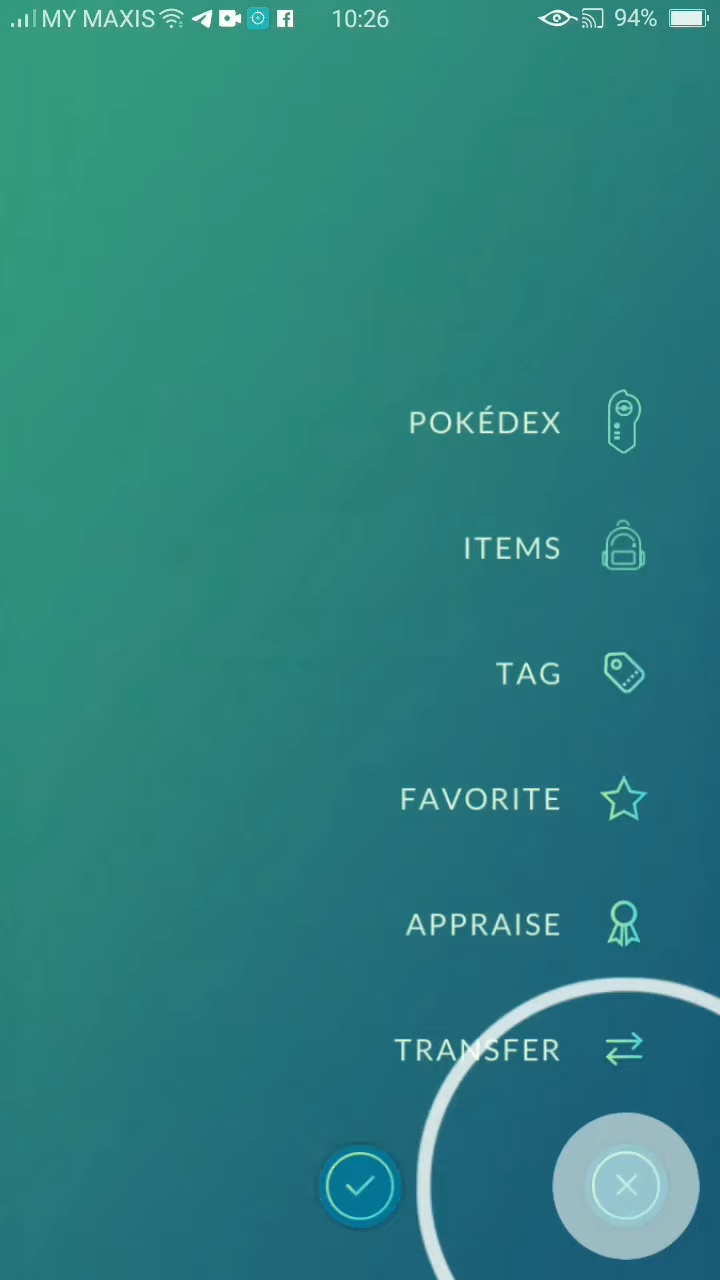 MY MAXIS 10:26 94%
POKÉDEX
ITEMS
TAG
FAVORITE
APPRAISE
TRANSFER